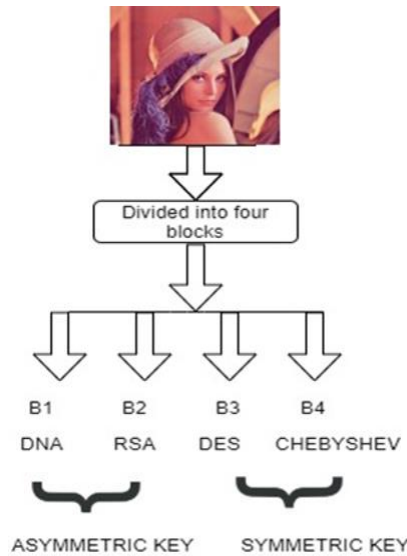 Divided into four
blocks
B1 B2 B3 B4
DNA RSA DES CHEBYSHEV
ASYMMETRIC KEY SYMMETRIC KEY